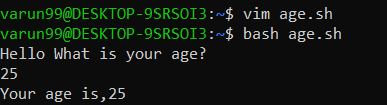 varun99@DESKTOP-9SRSOI3:~$ vim age.sh
varun99@DESKTOP-9SRSOI3:~$ bash age.sh
Hello What is your age?
25
Your age is,25